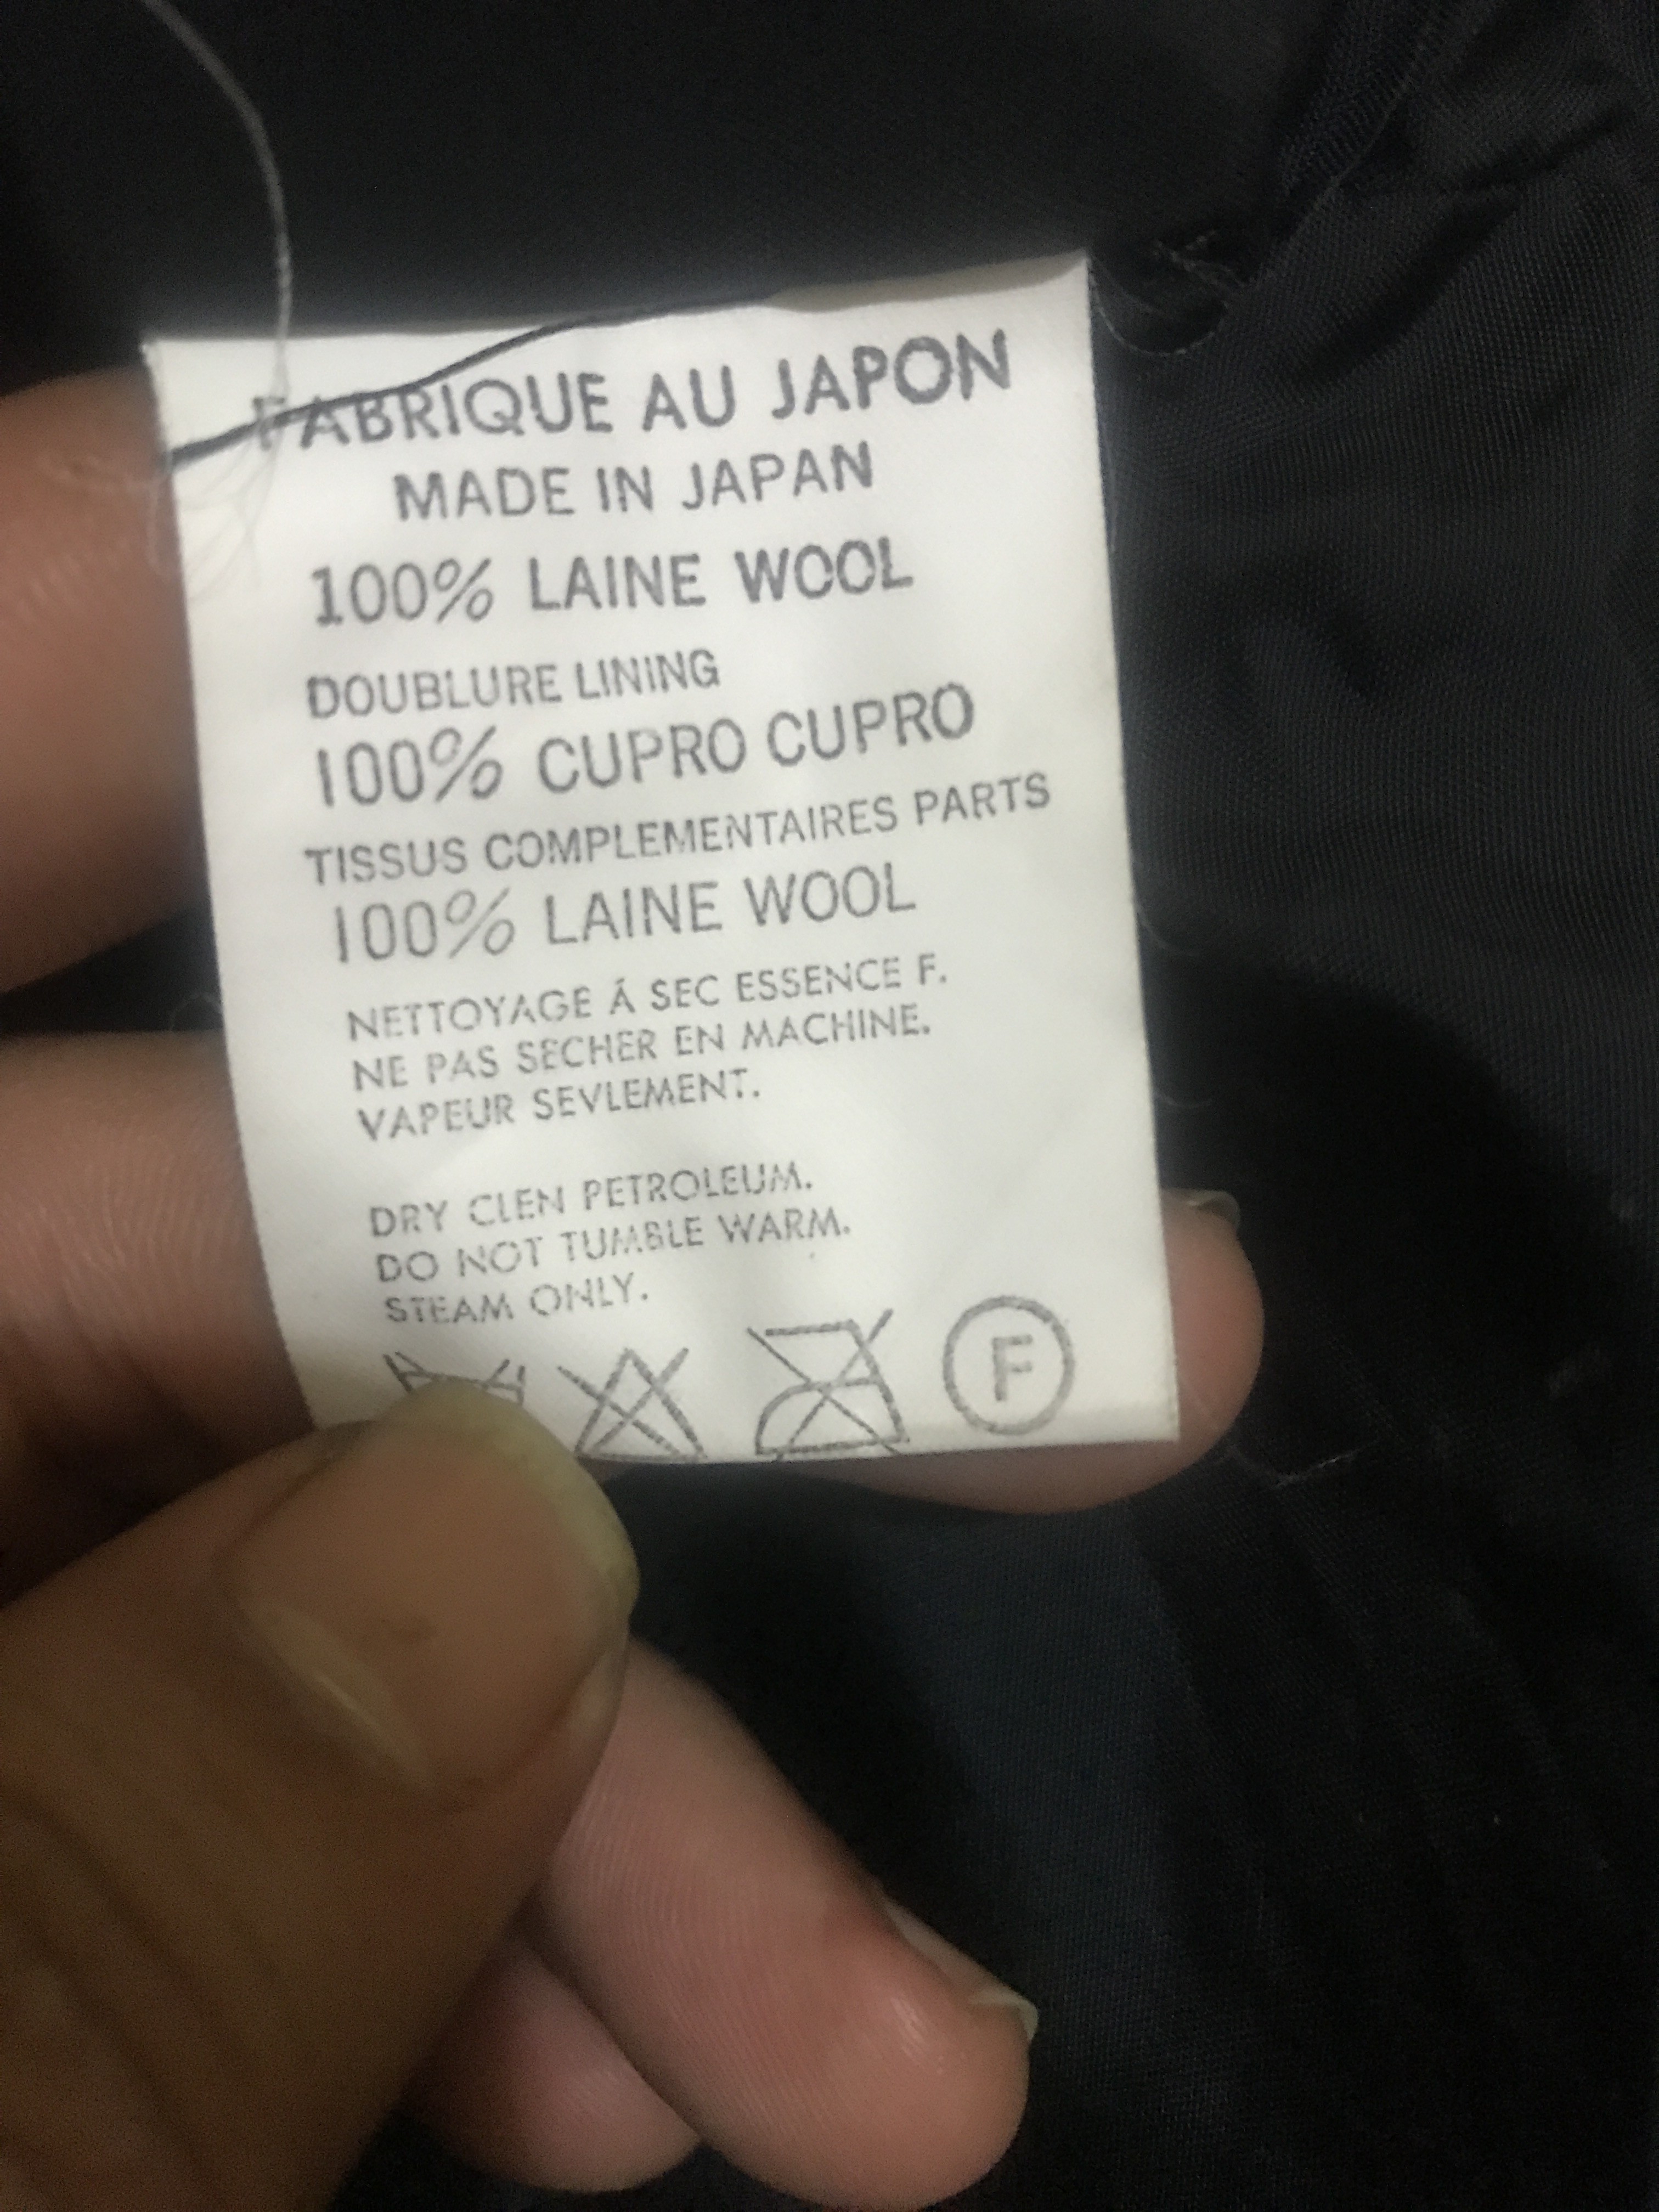 FABRIQUE AU JAPON
MADE IN JAPAN
100% LAINE WOOL
DOUBLURE LINING
100% CUPRO CUPRO
TISSUS COMPLEMENTAIRES PARTS
100% LAINE WOOL
NETTOYAGE Á SEC ESSENCE F.
NE PAS SECHER EN MACHINE.
VAPEUR SEVLEMENT.
DRY CLEN PETROLEUM.
DO NOT TUMBLE WARM.
STEAM ONLY.
F